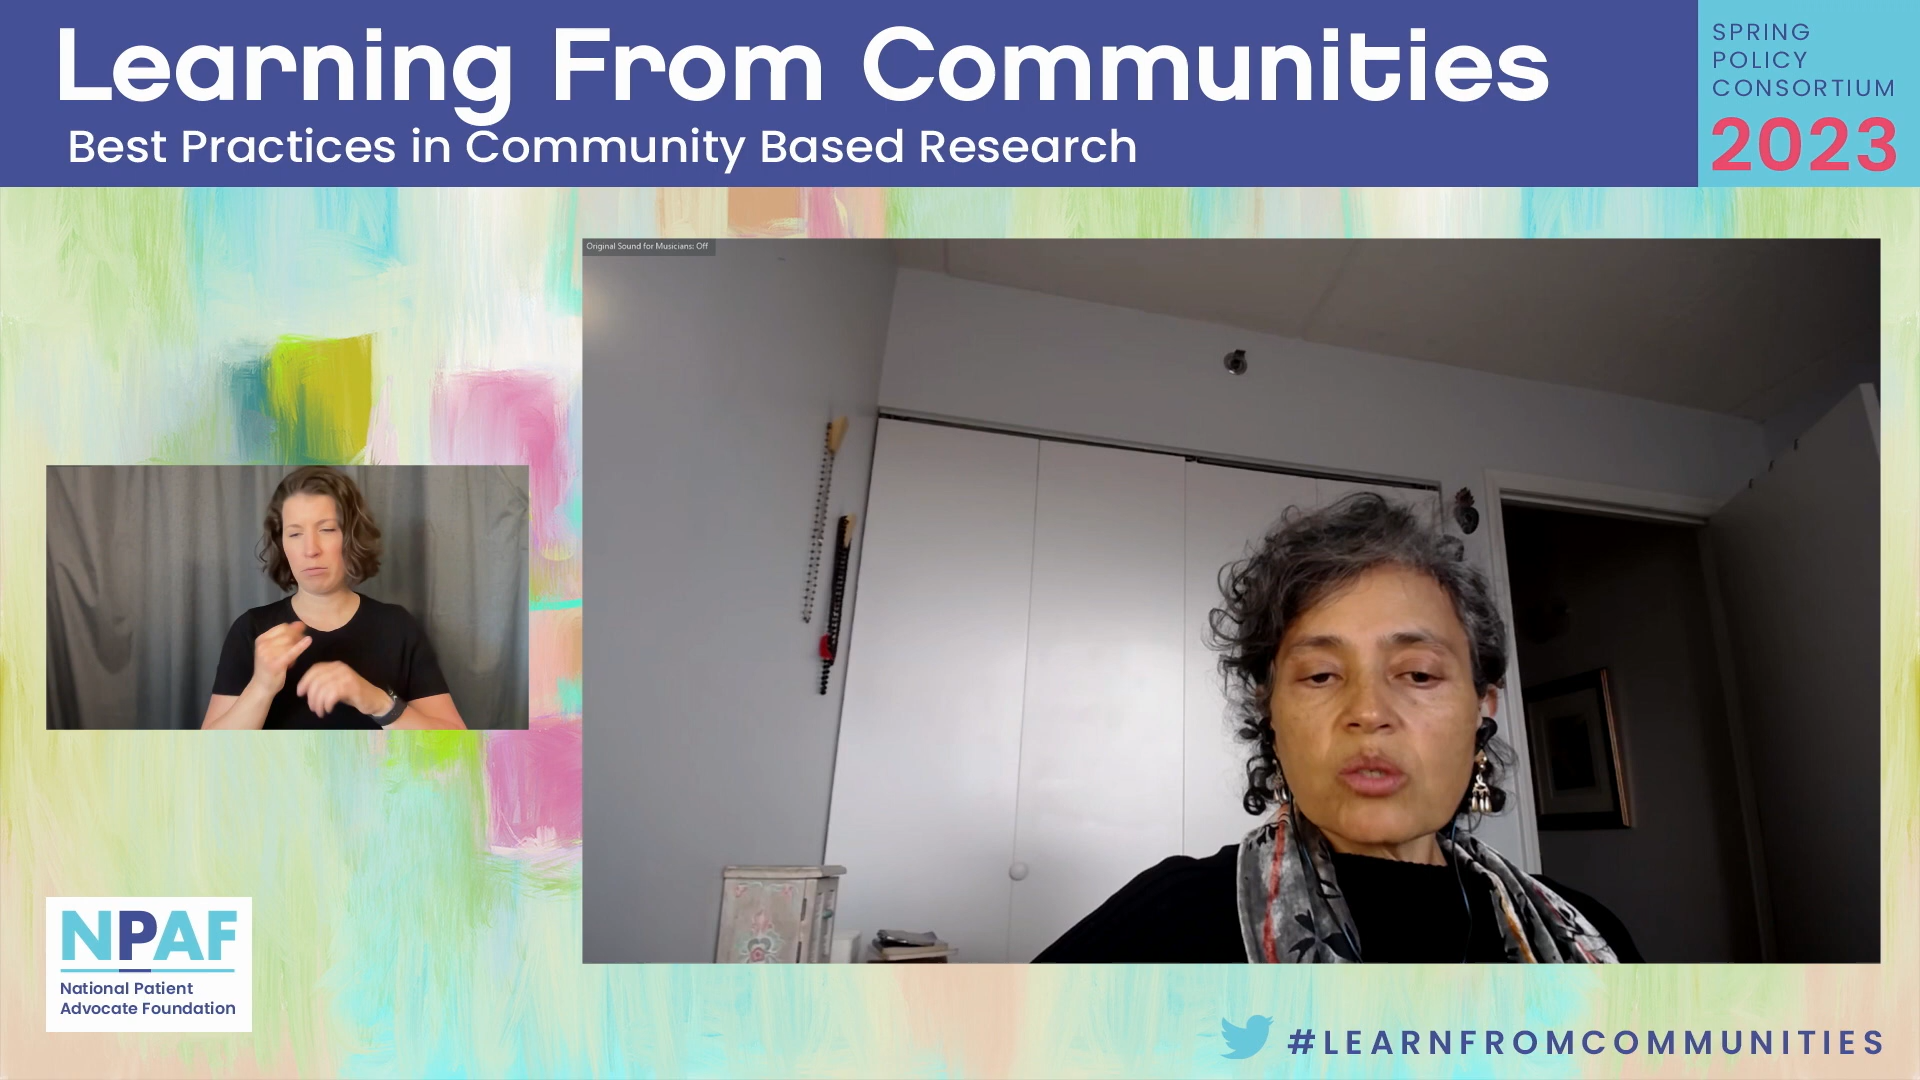 Learning From Communities
Best Practices in Community Based Research
SPRING
POLICY
CONSORTIUM
2023
Original Sound for Musicians: Off
NPAF
National Patient
Advocate Foundation
#LEARNFROMCOMMUNITIES